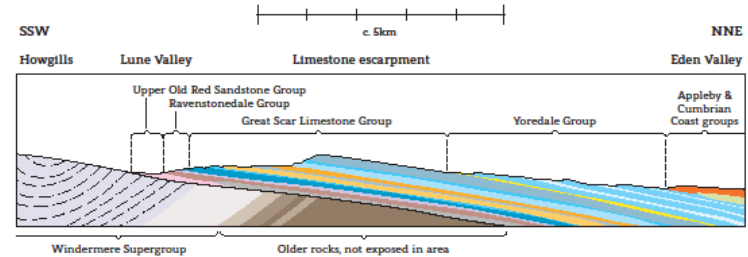 c. 5km
SSW
NNE
Howgills
Lune Valley
Limestone escarpment
Eden Valley
Upper Old Red Sandstone Group
Ravenstonedale Group
Great Scar Limestone Group
Yoredale Group
Appleby &
Cumbrian
Coast groups
Windermere Supergroup
Older rocks, not exposed in area